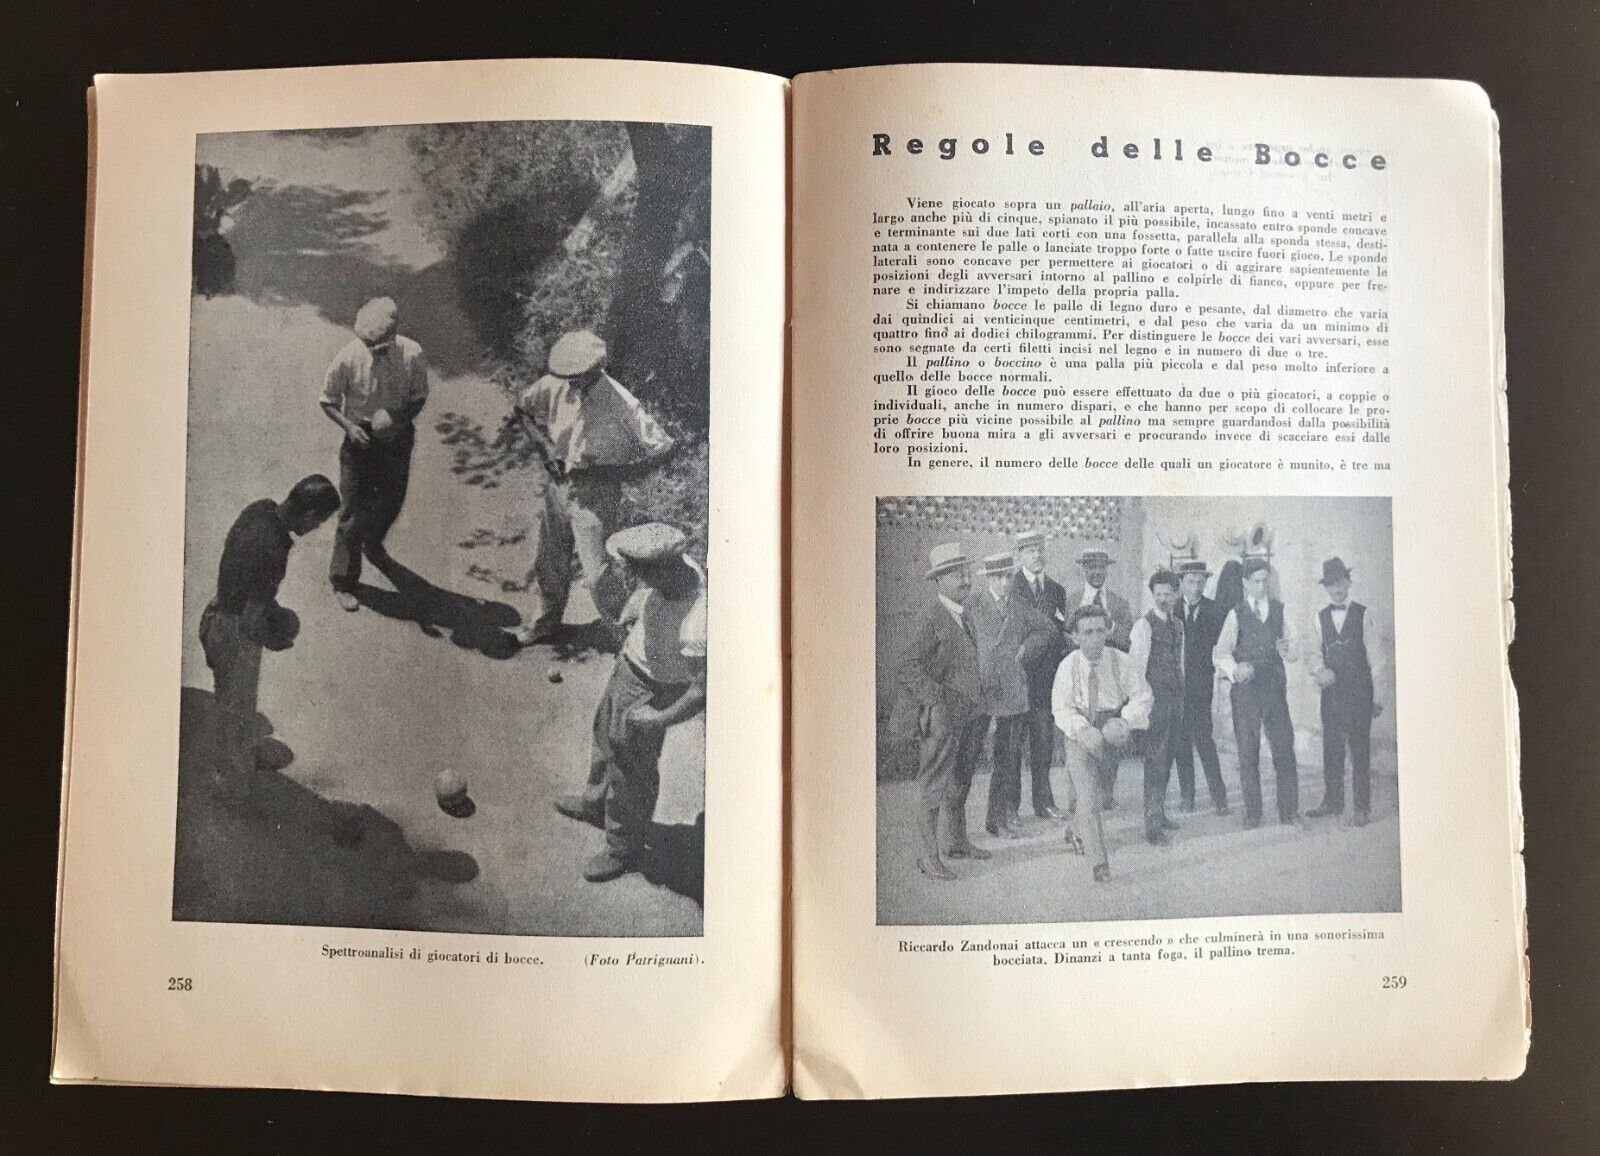 Spettroanalisi di giocatori di bocce. (Foto Patrignani).
258
Regole delle Bocce
Viene giocato sopra un pallaio, all'aria aperta, lungo fino a venti metri e
largo anche più di cinque, spianato il più possibile, incassato entro sponde concave
e terminante sui due lati corti con una fossetta, parallela alla sponda stessa, desti-
nata a contenere le palle o lanciate troppo forte o fatte uscire fuori gioco. Le sponde
laterali sono concave per permettere ai giocatori o di aggirare sapientemente le
posizioni degli avversari intorno al pallino e colpirle di fianco, oppure per fre-
nare e indirizzare l'impeto della propria palla.
Si chiamano bocce le palle di legno duro e pesante, dal diametro che varia
dai quindici ai venticinque centimetri, e dal peso che varia da un minimo di
quattro fino ai dodici chilogrammi. Per distinguere le bocce dei vari avversari, esse
sono segnate da certi filetti incisi nel legno e in numero di due o tre.
Il pallino o boccino è una palla più piccola e dal peso molto inferiore a
quello delle bocce normali.
Il gioco delle bocce può essere effettuato da due o più giocatori, a coppie o
individuali, anche in numero dispari, e che hanno per scopo di collocare le pro-
prie bocce più vicine possibile al pallino ma sempre guardandosi dalla possibilità
di offrire buona mira a gli avversari e procurando invece di scacciare essi dalle
loro posizioni.
In genere, il numero delle bocce delle quali un giocatore è munito, è tre ma
Riccardo Zandonai attacca un « crescendo » che culminerà in una sonorissima
bocciata. Dinanzi a tanta foga, il pallino trema.
259